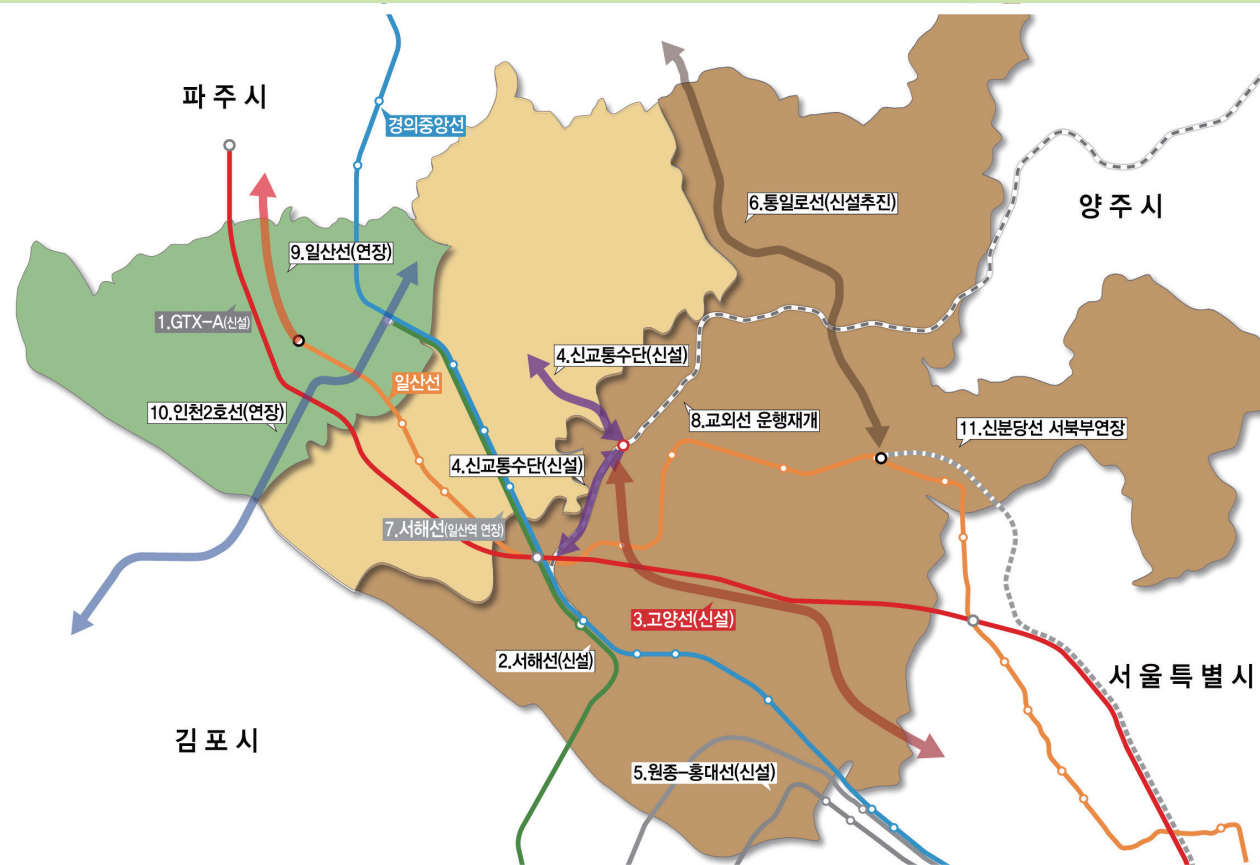 파주시
경의중앙선
6.통일로선(신설추진)
양주시
9.일산선(연장)
1.GTX-A(신설)
4.신교통수단(신설)
일산선
10.인천2호선(연장)
8.교외선 운행재개
11.신분당선 서북부연장
4.신교통수단(신설)
7.서해선(일산역 연장)
3.고양선(신설)
2.서해선(신설)
서울특별시
김포시
5.원종-홍대선(신설)